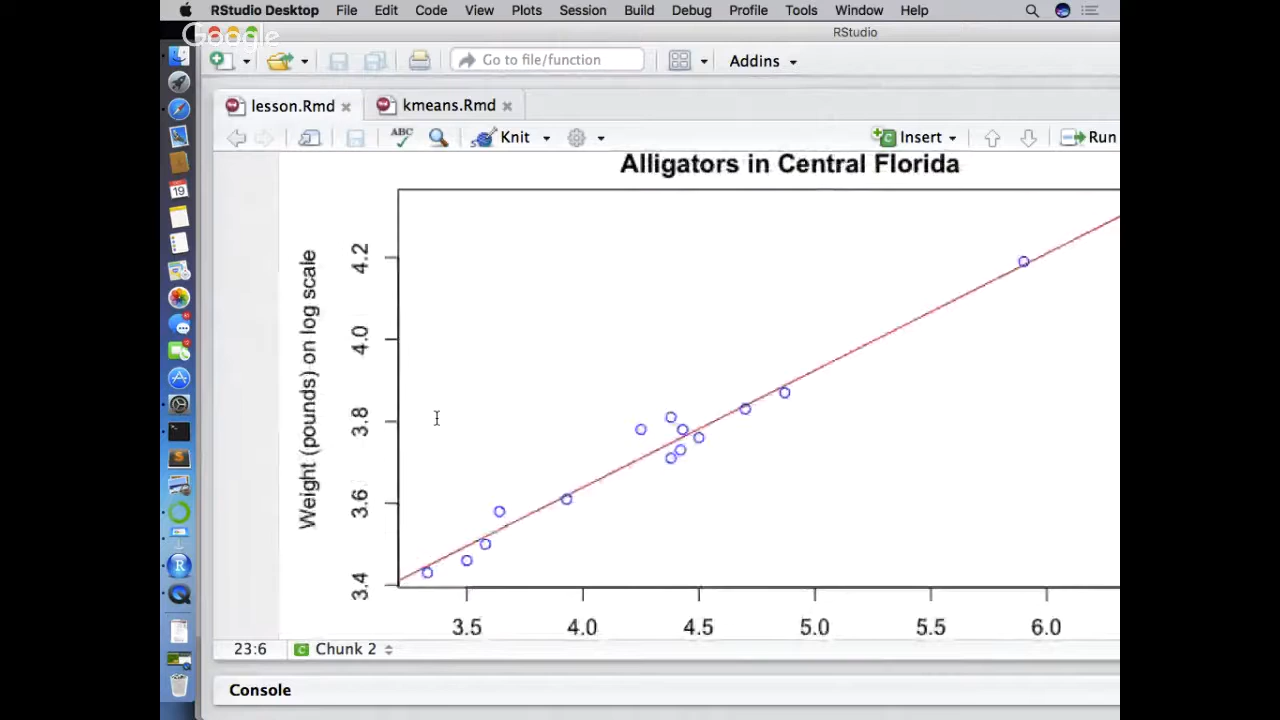 RStudio Desktop File Edit Code View Plots Session Build Debug Profile Tools Window Help
Google
RStudio
Go to file/function Addins
lesson.Rmd kmeans.Rmd
ABC Knit Insert Run
19
Alligators in Central Florida
Weight (pounds) on log scale
4.2
4.0
3.8
3.6
3.4
3.5 4.0 4.5 5.0 5.5 6.0
23:6 C Chunk 2
Console